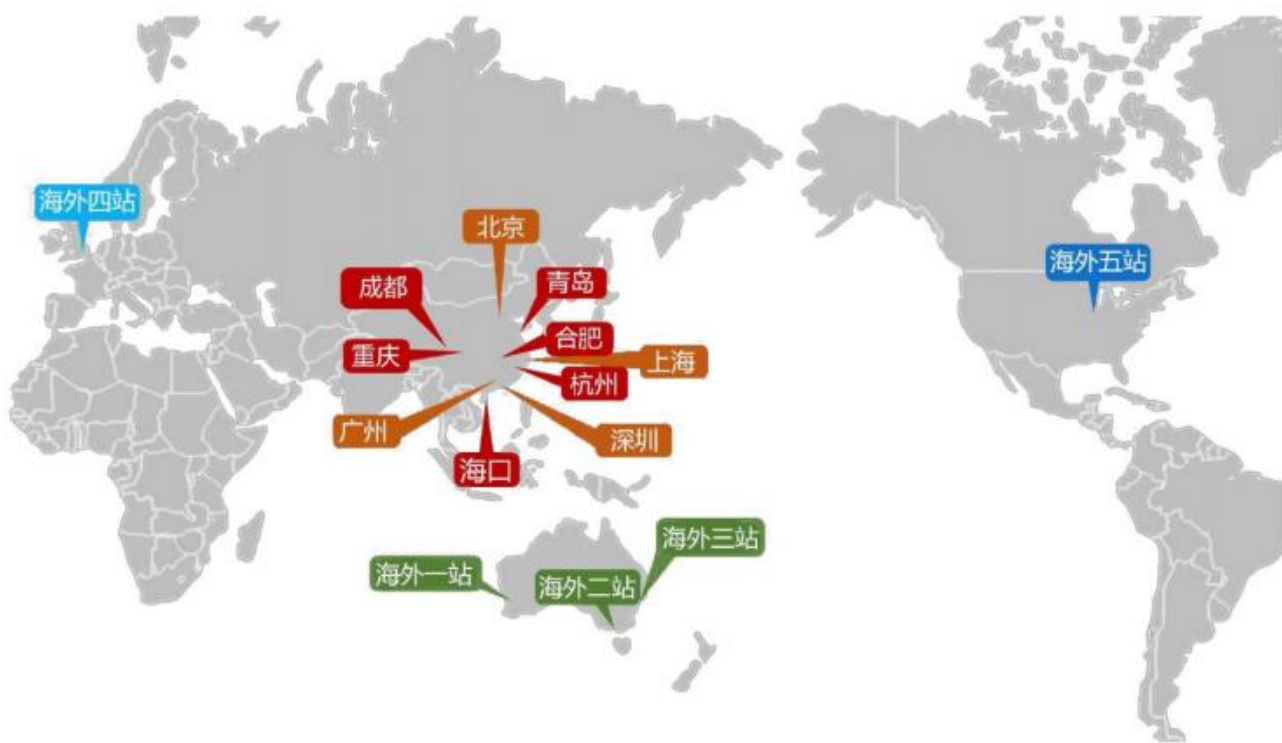 海外四站
北京
海外五站
成都
青岛
合肥
重庆
上海
杭州
广州
深圳
海口
海外三站
海外一站
海外二站